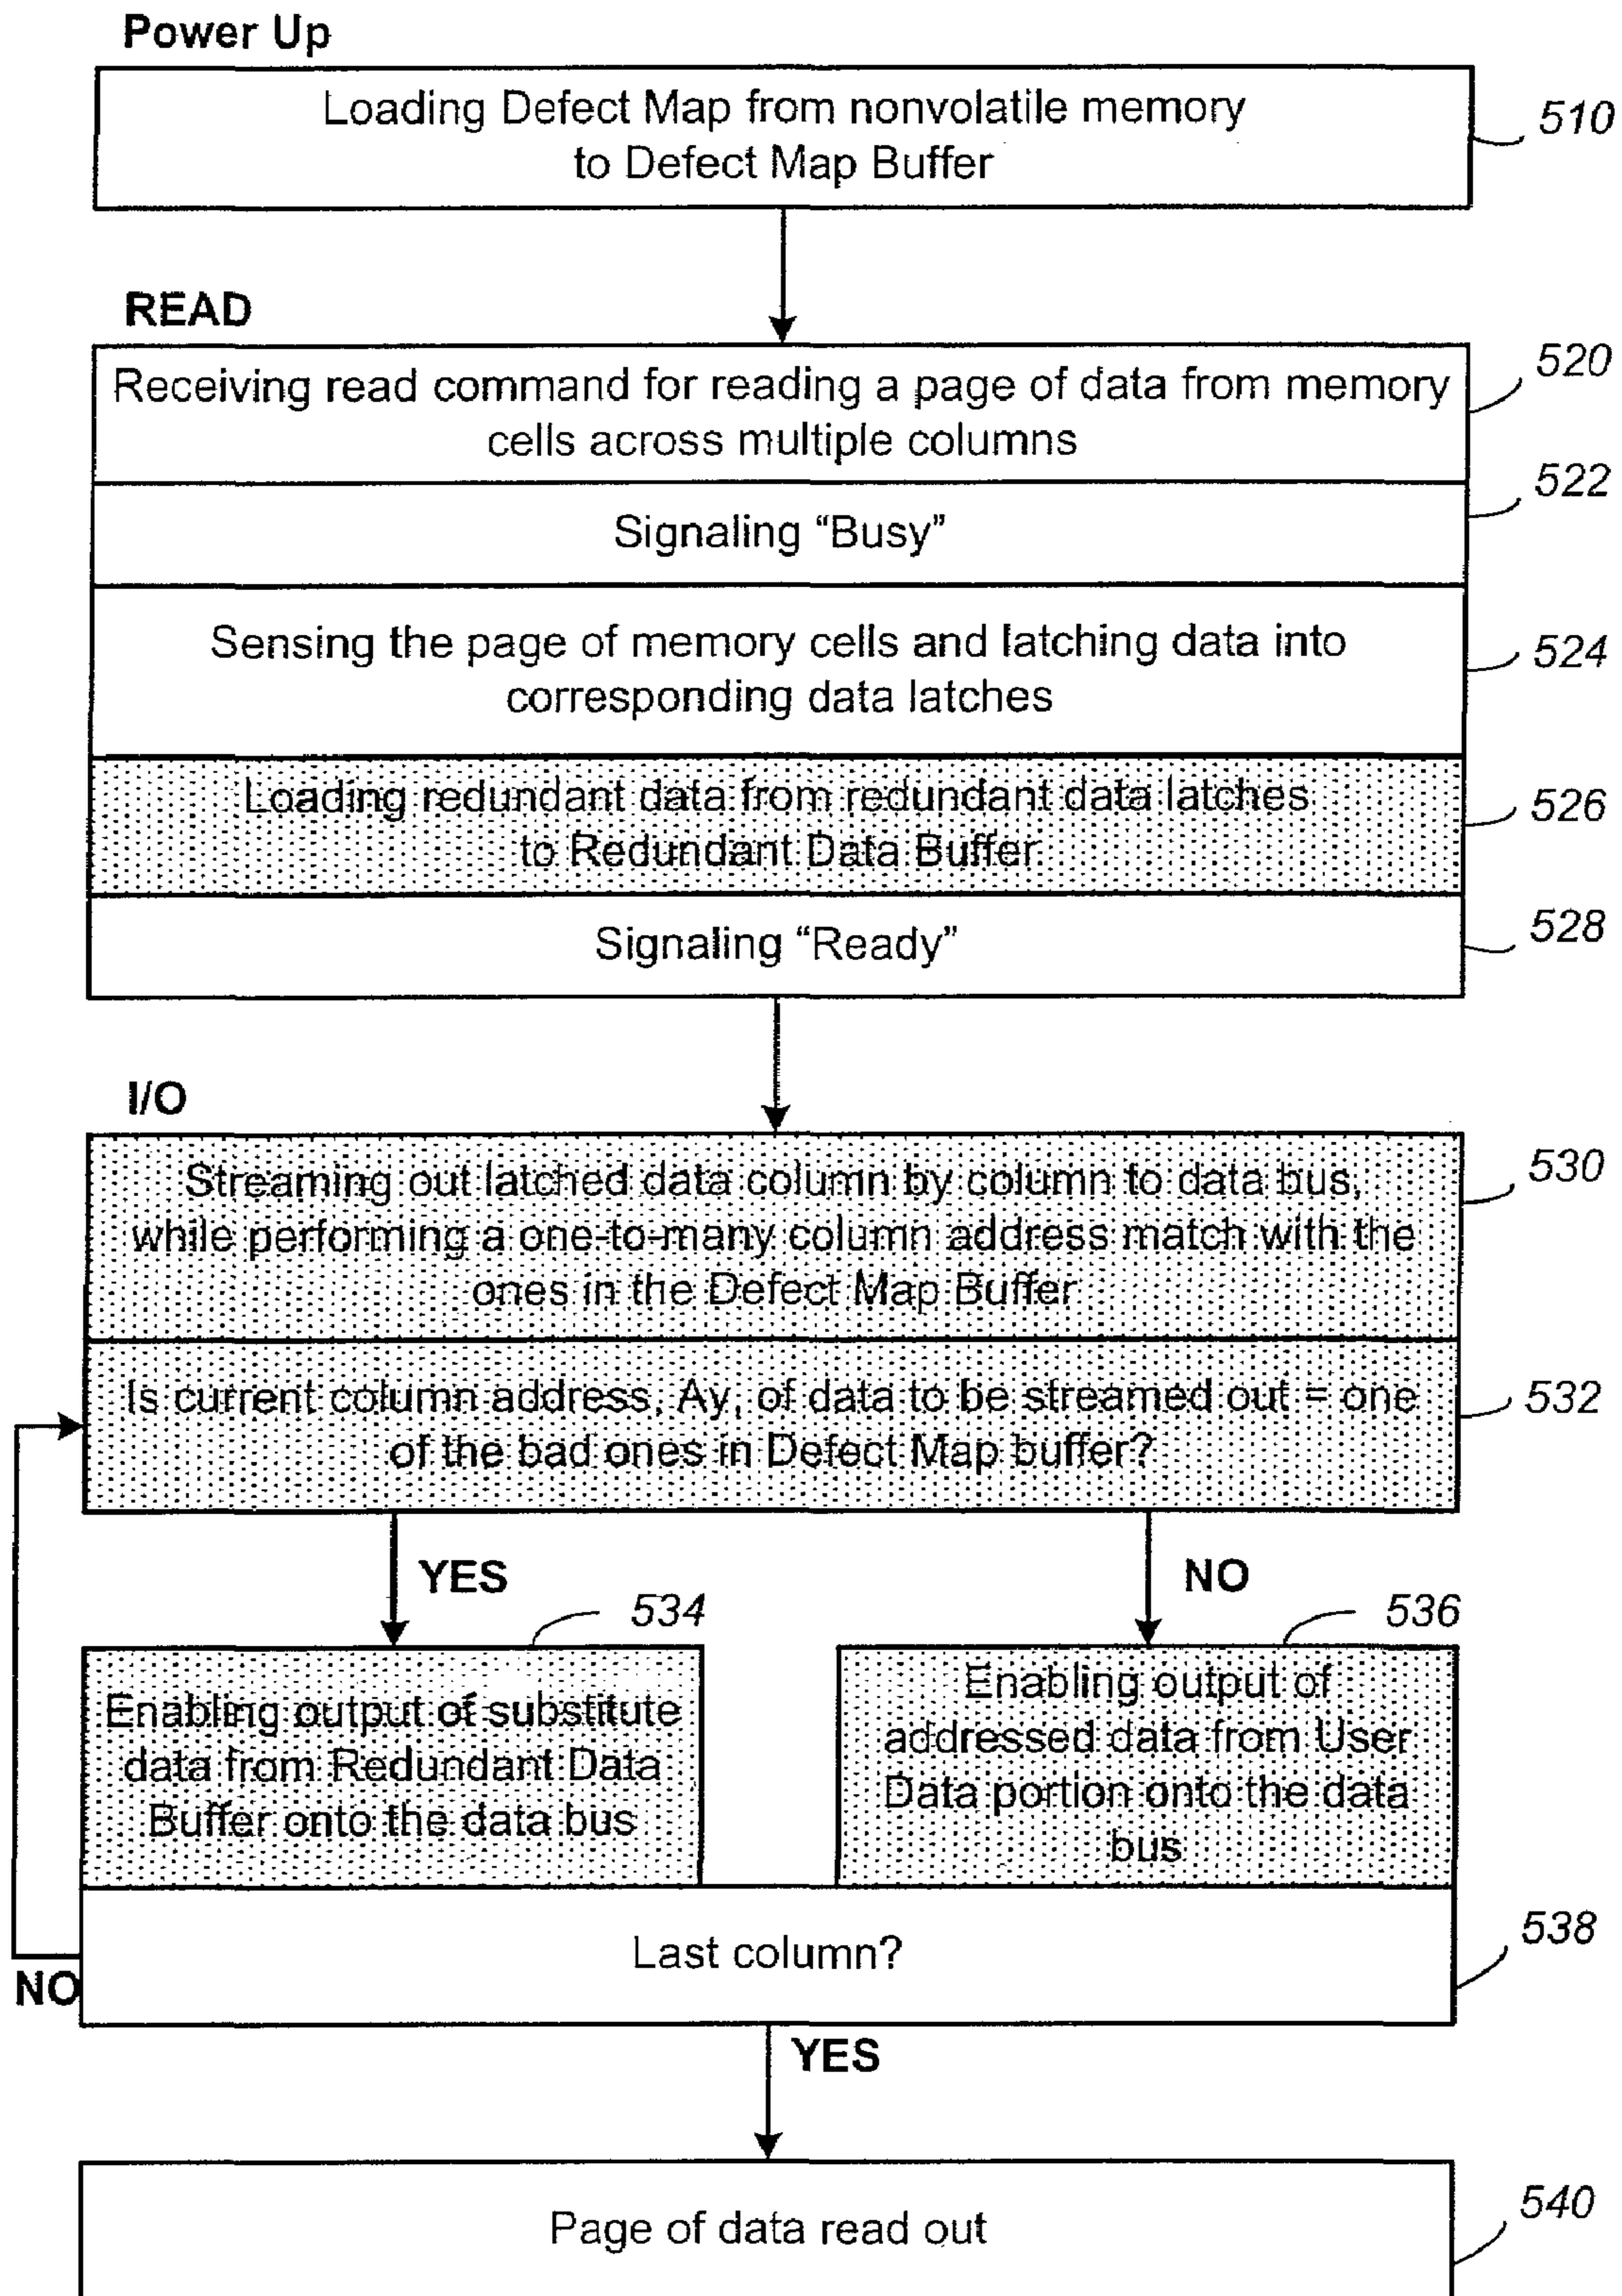 Power Up
Loading Defect Map from nonvolatile memory
to Defect Map Buffer
510
READ
Receiving read command for reading a page of data from memory
cells across multiple columns
520
Signaling “Busy”
522
Sensing the page of memory cells and latching data into
corresponding data latches
524
Loading redundant data from redundant data latches
to Redundant Data Buffer
526
Signaling “Ready”
528
I/O
Streaming out latched data column by column to data bus,
while performing a one-to-many column address match with the
ones in the Defect Map Buffer
530
Is current column address, Ay, of data to be streamed out = one
of the bad ones in Defect Map buffer?
532
YES
NO
534
536
Enabling output of substitute
data from Redundant Data
Buffer onto the data bus
Enabling output of
addressed data from User
Data portion onto the data
bus
Last column?
538
NO
YES
Page of data read out
540